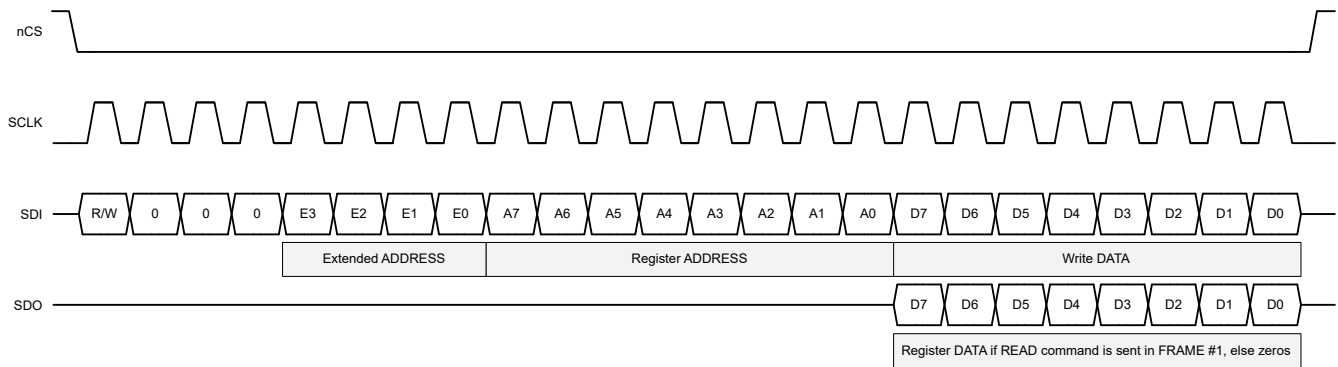 nCS
SCLK
SDI R/W 0 0 0 E3 E2 E1 E0 A7 A6 A5 A4 A3 A2 A1 A0 D7 D6 D5 D4 D3 D2 D1 D0
Extended ADDRESS Register ADDRESS Write DATA
SDO D7 D6 D5 D4 D3 D2 D1 D0
Register DATA if READ command is sent in FRAME #1, else zeros